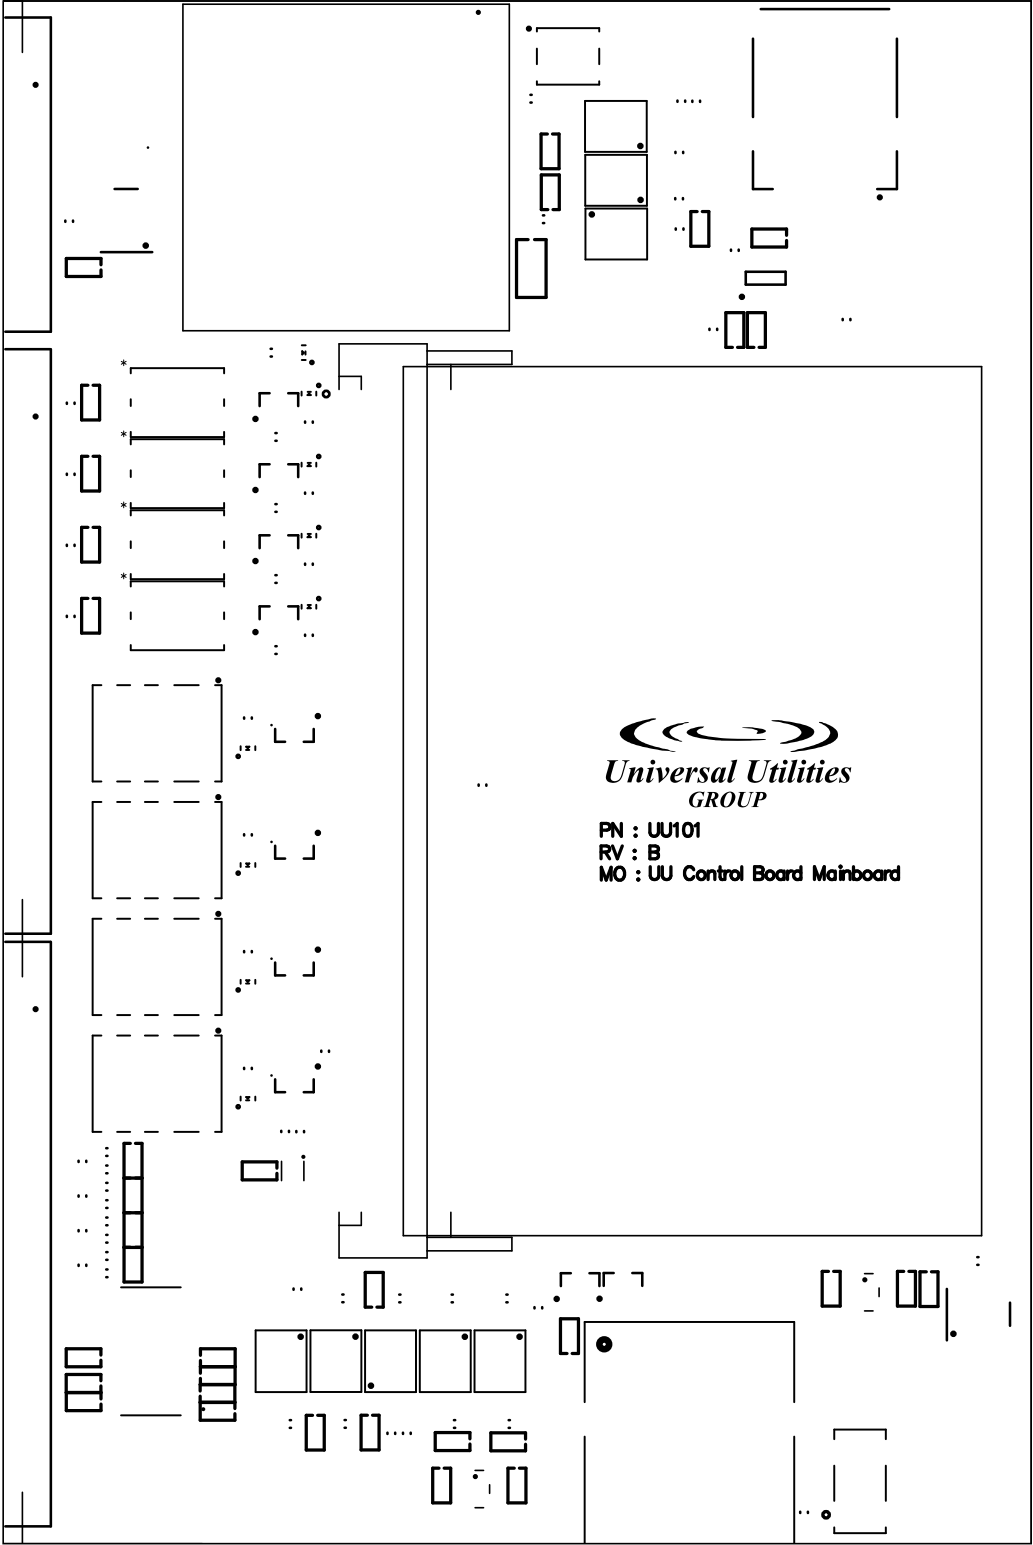 Universal Utilities
GROUP
PN : UU101
RV : B
MO : UU Control Board Mainboard